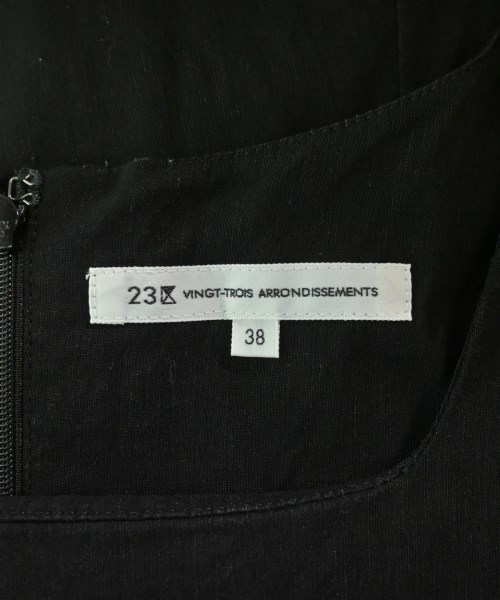 23区 VINGT-TROIS ARRONDISSEMENTS
38